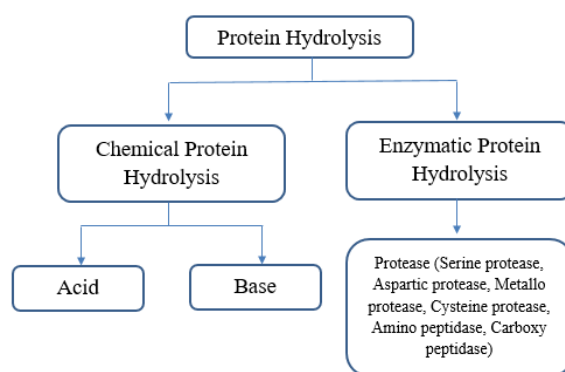 Protein Hydrolysis
Chemical Protein
Hydrolysis
Enzymatic Protein
Hydrolysis
Acid
Base
Protease (Serine protease,
Aspartic protease, Metallo
protease, Cysteine protease,
Amino peptidase, Carboxy
peptidase)